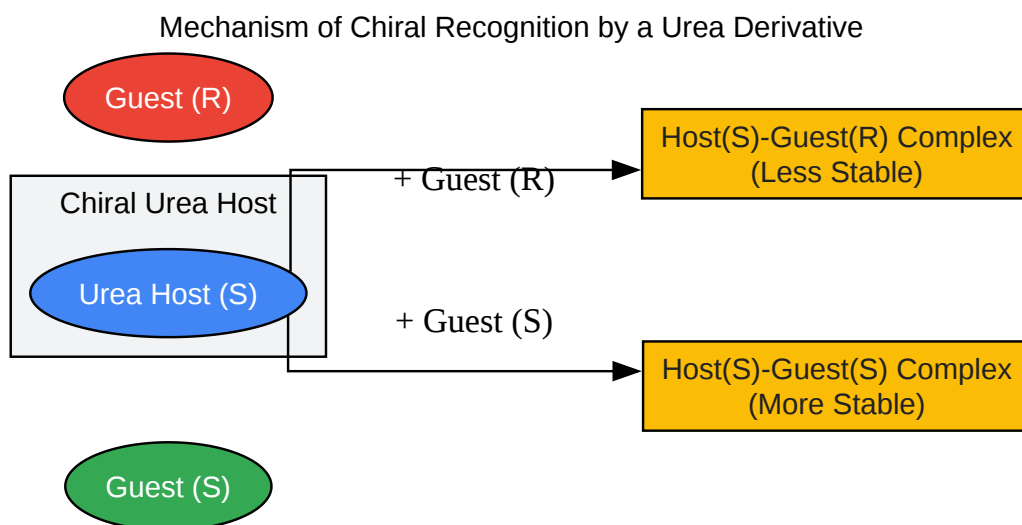 Mechanism of Chiral Recognition by a Urea Derivative
Guest (R)
Chiral Urea Host
Urea Host (S)
Guest (S)
+ Guest (R)
+ Guest (S)
Host(S)-Guest(R) Complex
(Less Stable)
Host(S)-Guest(S) Complex
(More Stable)